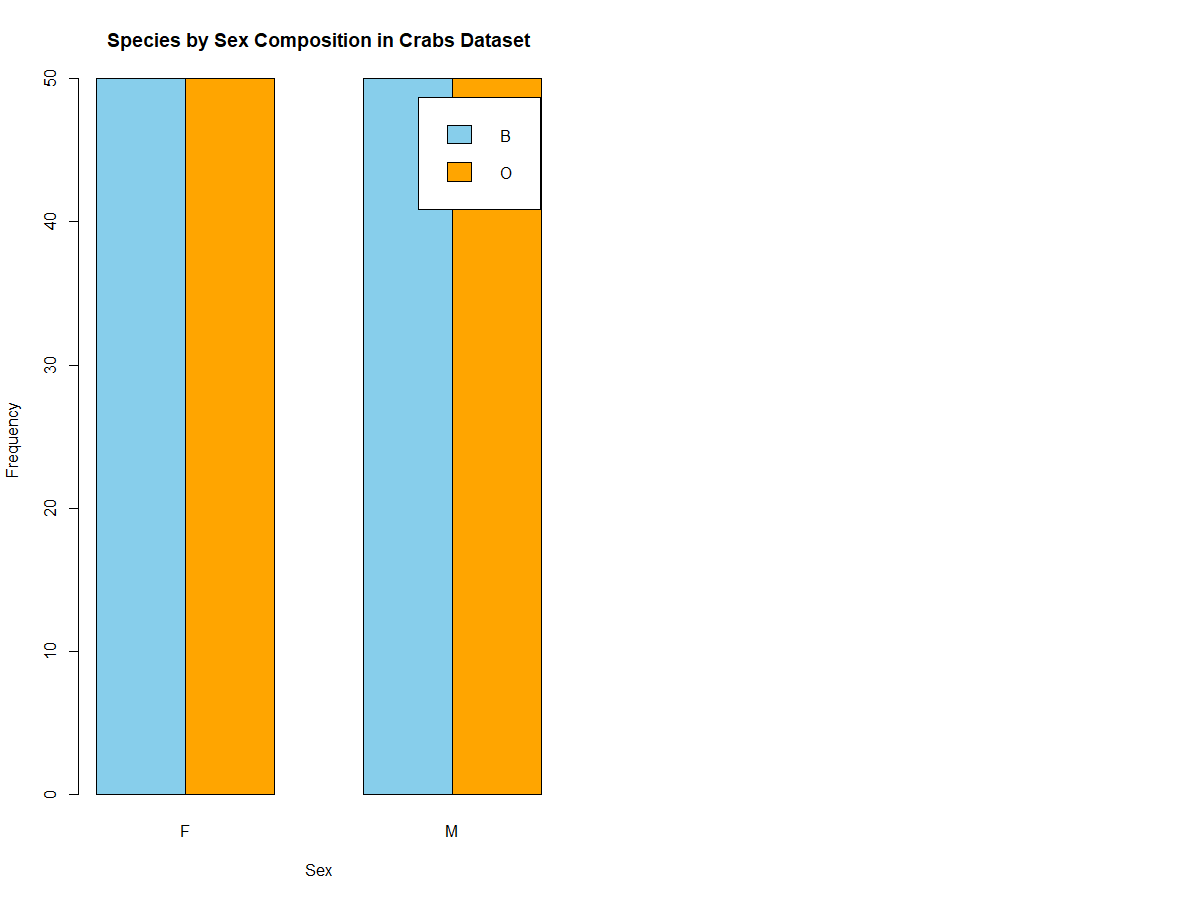 Species by Sex Composition in Crabs Dataset
50
B
O
40
30
Frequency
20
10
0
F M
Sex